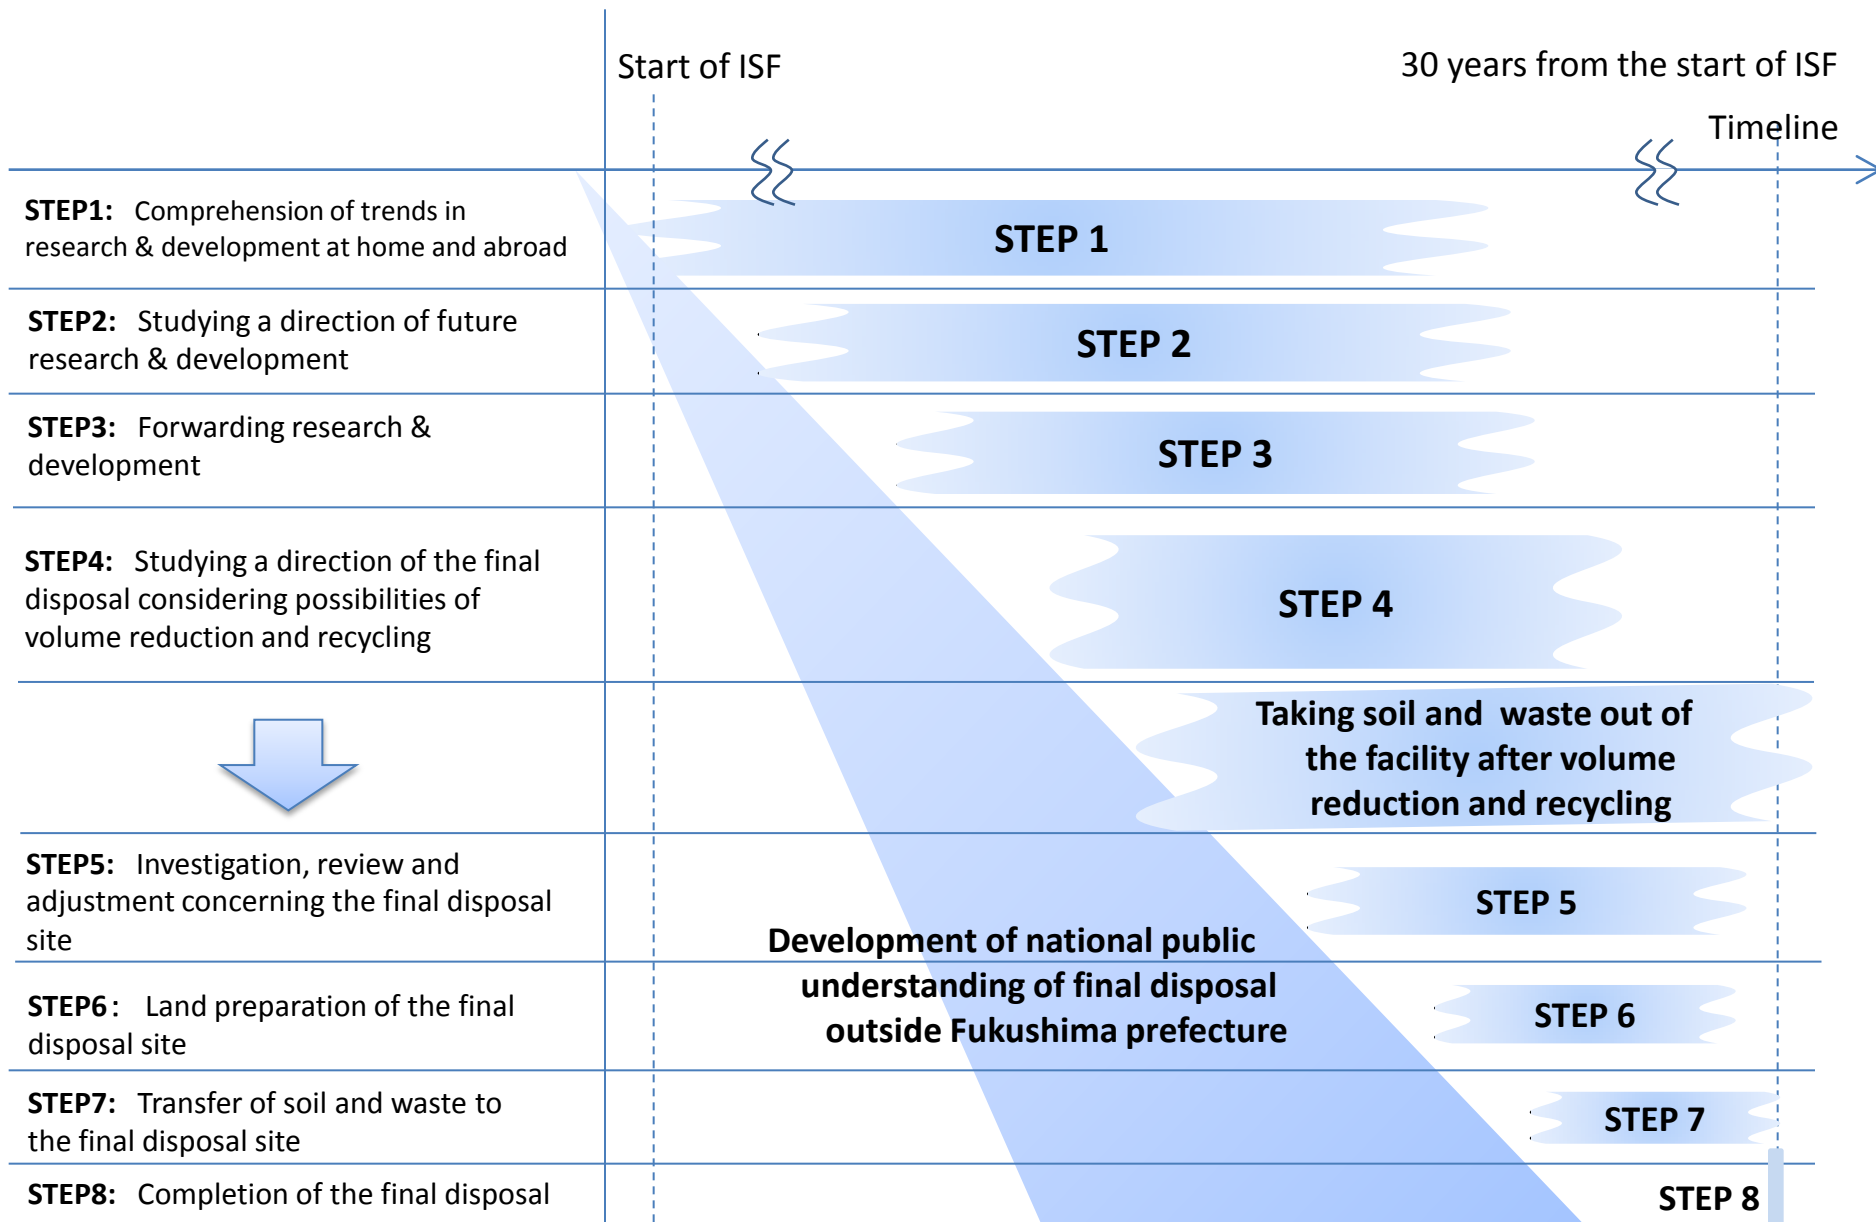 Start of ISF
30 years from the start of ISF
Timeline
STEP1: Comprehension of trends in
research & development at home and abroad
STEP 1
STEP2: Studying a direction of future
research & development
STEP 2
STEP3: Forwarding research &
development
STEP 3
STEP4: Studying a direction of the final
disposal considering possibilities of
volume reduction and recycling
STEP 4
Taking soil and waste out of
the facility after volume
reduction and recycling
STEP5: Investigation, review and
adjustment concerning the final disposal
site
STEP 5
Development of national public
understanding of final disposal
outside Fukushima prefecture
STEP6: Land preparation of the final
disposal site
STEP 6
STEP7: Transfer of soil and waste to
the final disposal site
STEP 7
STEP8: Completion of the final disposal
STEP 8